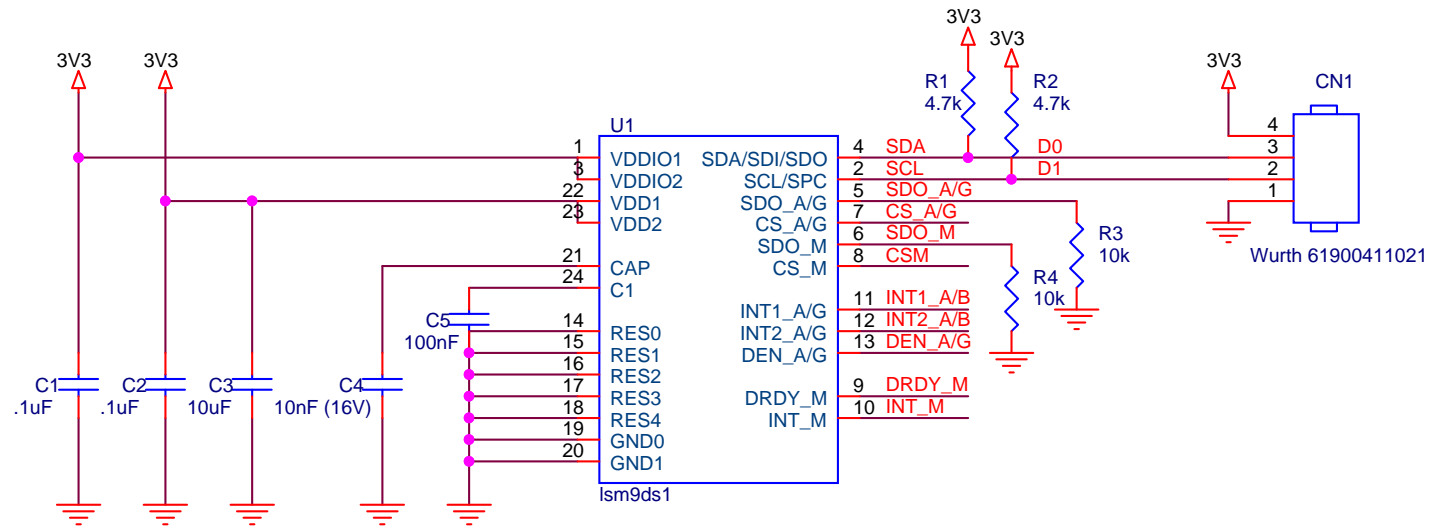 3V3
3V3
3V3
3V3
3V3
R1
4.7k
R2
4.7k
CN1
U1
4
3
2
1
1
VDDIO1
3
VDDIO2
22
VDD1
23
VDD2
21
CAP
24
C1
14
RES0
15
RES1
16
RES2
17
RES3
18
RES4
19
GND0
20
GND1
SDA/SDI/SDO
4
SDA
D0
SCL/SPC
2
SCL
D1
SDO_A/G
5
SDO_A/G
CS_A/G
7
CS_A/G
SDO_M
6
SDO_M
CS_M
8
CSM
INT1_A/G
11
INT1_A/B
INT2_A/G
12
INT2_A/B
DEN_A/G
13
DEN_A/G
DRDY_M
9
DRDY_M
INT_M
10
INT_M
R3
10k
R4
10k
Wurth 61900411021
C5
100nF
C1
.1uF
C2
.1uF
C3
10uF
C4
10nF (16V)
lsm9ds1